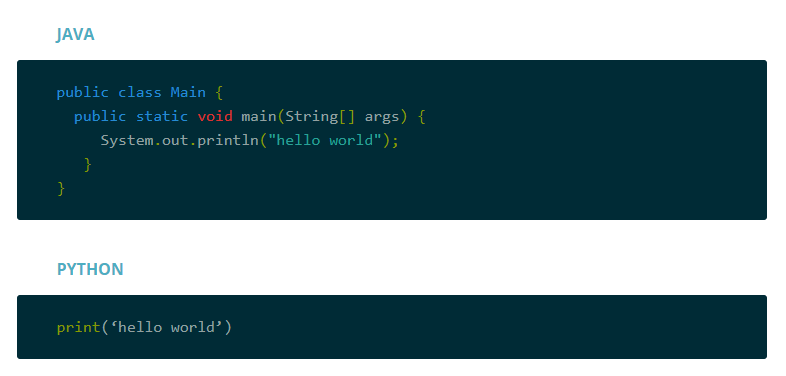 JAVA
public class Main {
public static void main(String[] args) {
System.out.println("hello world");
}
}
PYTHON
print(‘hello world’)